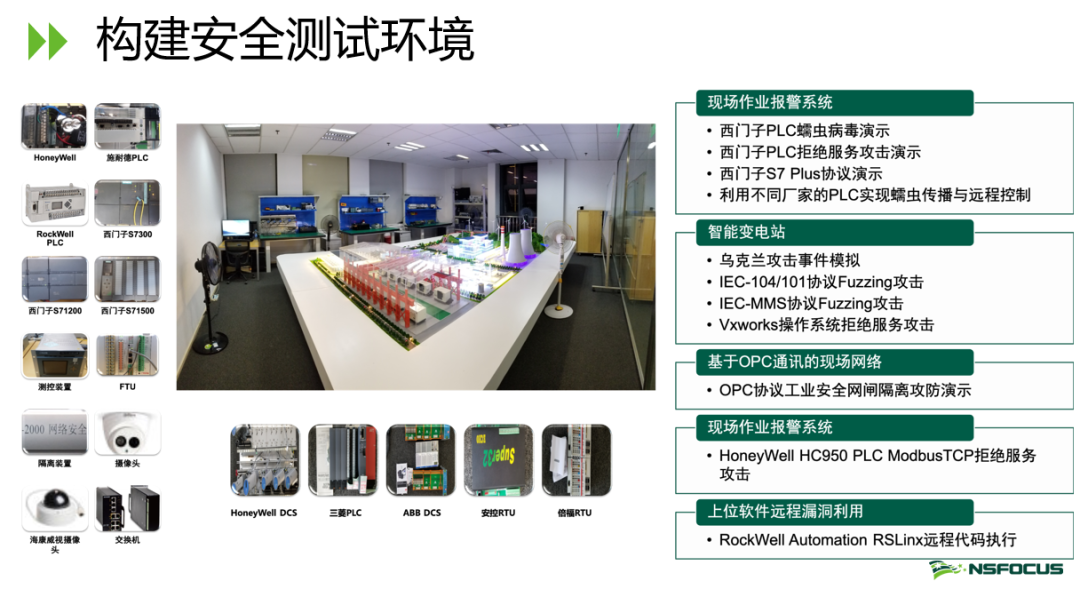 构建安全测试环境
HoneyWell
施耐德PLC
RockWell
PLC
西门子S7300
西门子S71200
西门子S71500
测控装置
FTU
-2000 网络安全
隔离装置
摄像头
海康威视摄像
头
交换机
HoneyWell DCS
三菱PLC
ABB DCS
Super32
安控RTU
倍福RTU
现场作业报警系统
• 西门子PLC蠕虫病毒演示
• 西门子PLC拒绝服务攻击演示
• 西门子S7 Plus协议演示
• 利用不同厂家的PLC实现蠕虫传播与远程控制
智能变电站
• 乌克兰攻击事件模拟
• IEC-104/101协议Fuzzing攻击
• IEC-MMS协议Fuzzing攻击
• Vxworks操作系统拒绝服务攻击
基于OPC通讯的现场网络
• OPC协议工业安全网闸隔离攻防演示
现场作业报警系统
• HoneyWell HC950 PLC ModbusTCP拒绝服务
攻击
上位软件远程漏洞利用
• RockWell Automation RSLinx远程代码执行
NSFOCUS